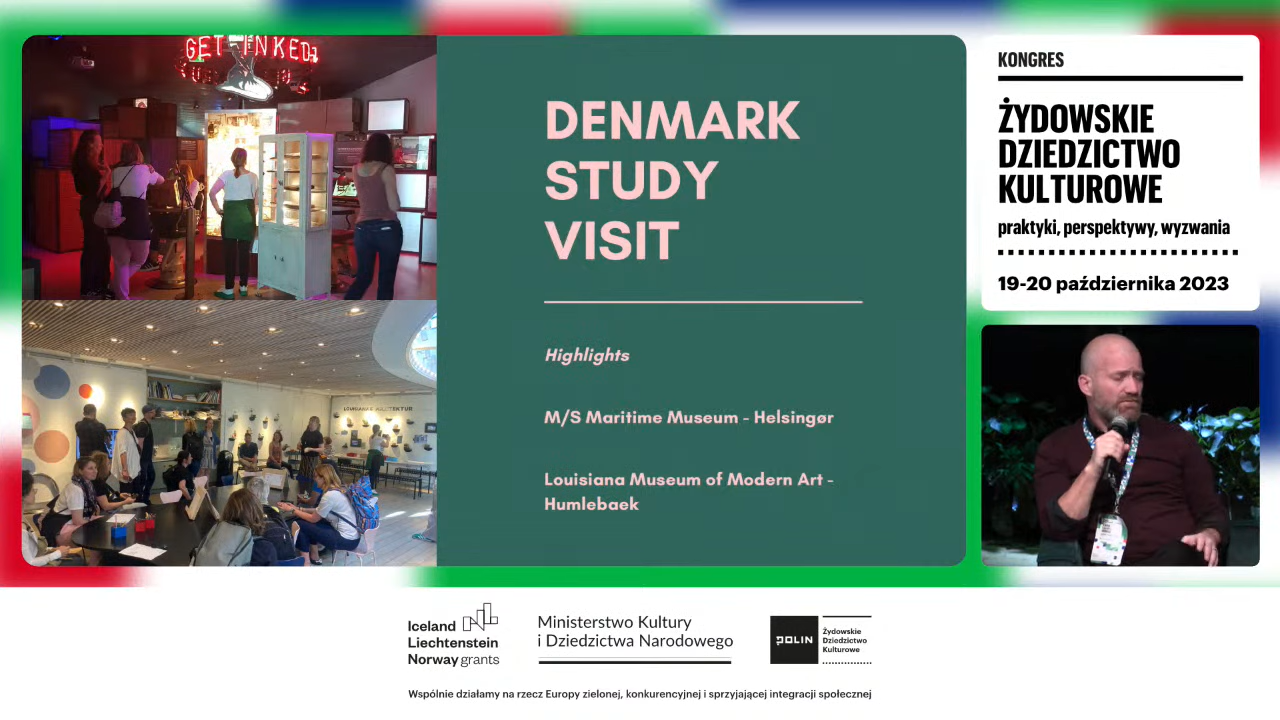 GET INKED
DENMARK
STUDY
VISIT
Highlights
M/S Maritime Museum - Helsingør
Louisiana Museum of Modern Art -
Humlebaek
KONGRES
ŻYDOWSKIE
DZIEDZICTWO
KULTUROWE
praktyki, perspektywy, wyzwania
19-20 października 2023
Iceland
Liechtenstein
Norway grants
Ministerstwo Kultury
i Dziedzictwa Narodowego
POLIN
Żydowskie
Dziedzictwo
Kulturowe
Wspólnie działamy na rzecz Europy zielonej, konkurencyjnej i sprzyjającej integracji społecznej